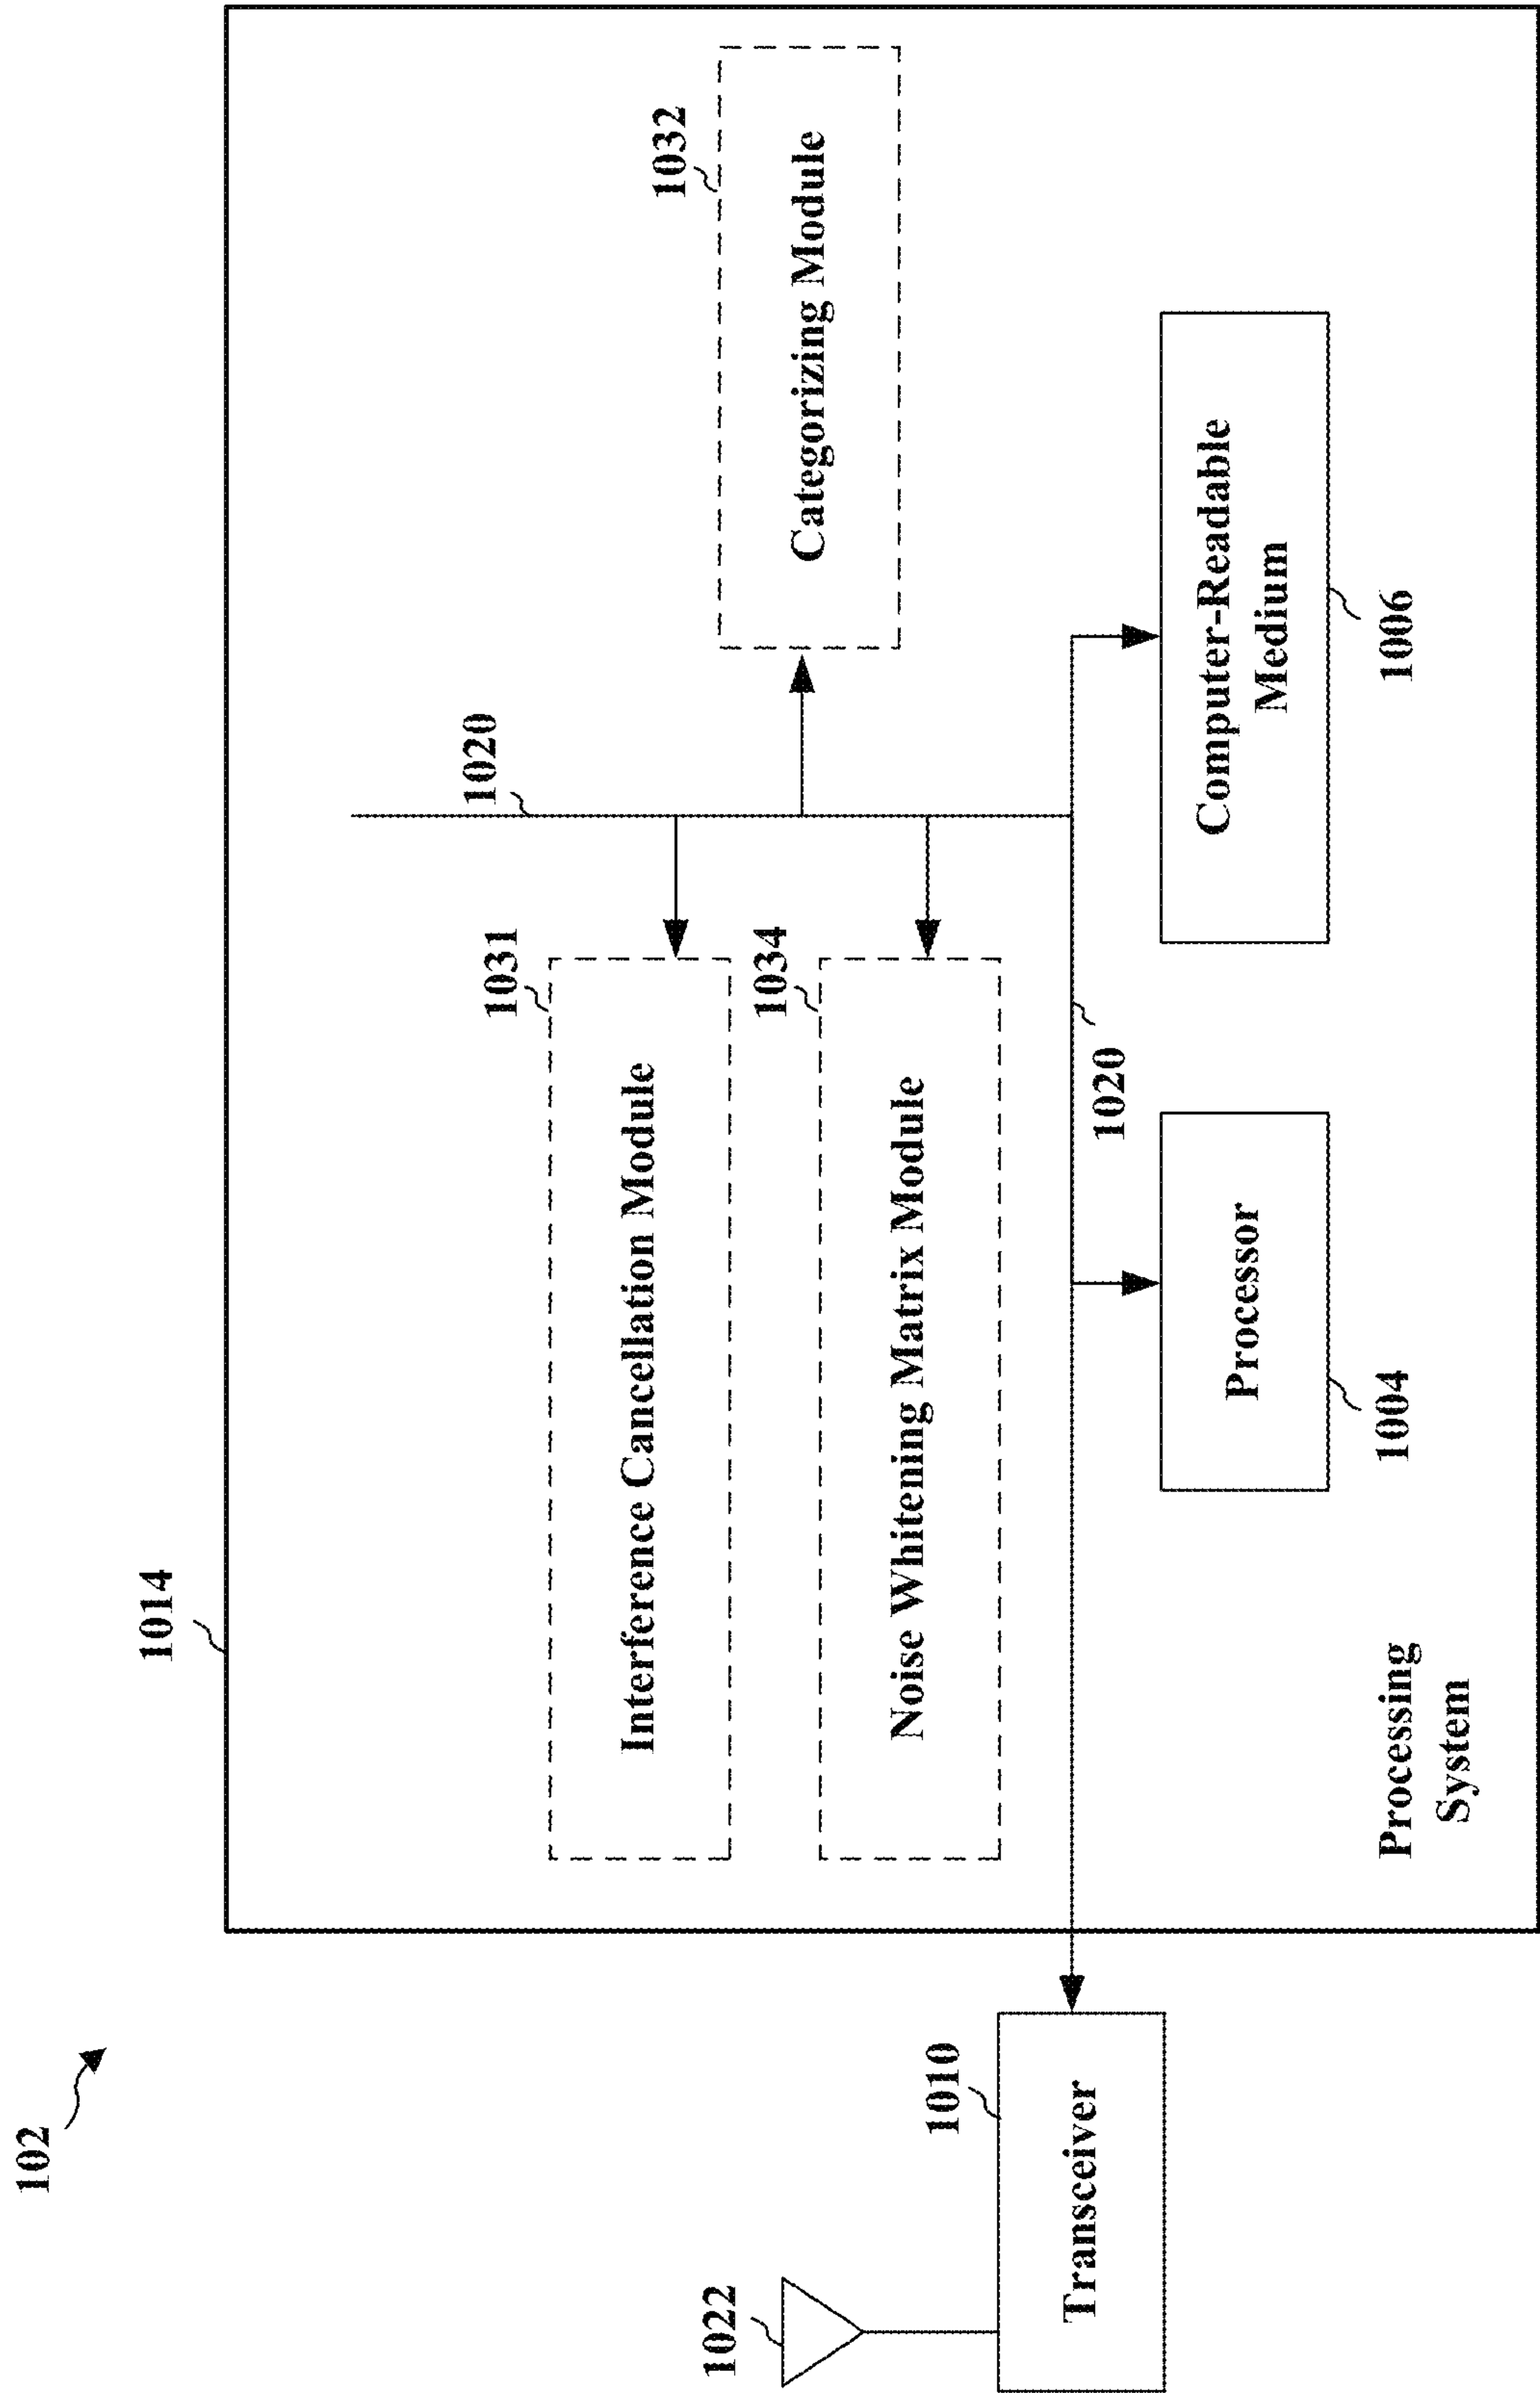 102
1014
1031
Interference Cancellation Module
1020
1032
Categorizing Module
1034
Noise Whitening Matrix Module
1022
1010
Transceiver
1020
Processor
1004
Computer-Readable
Medium
1006
Processing
System